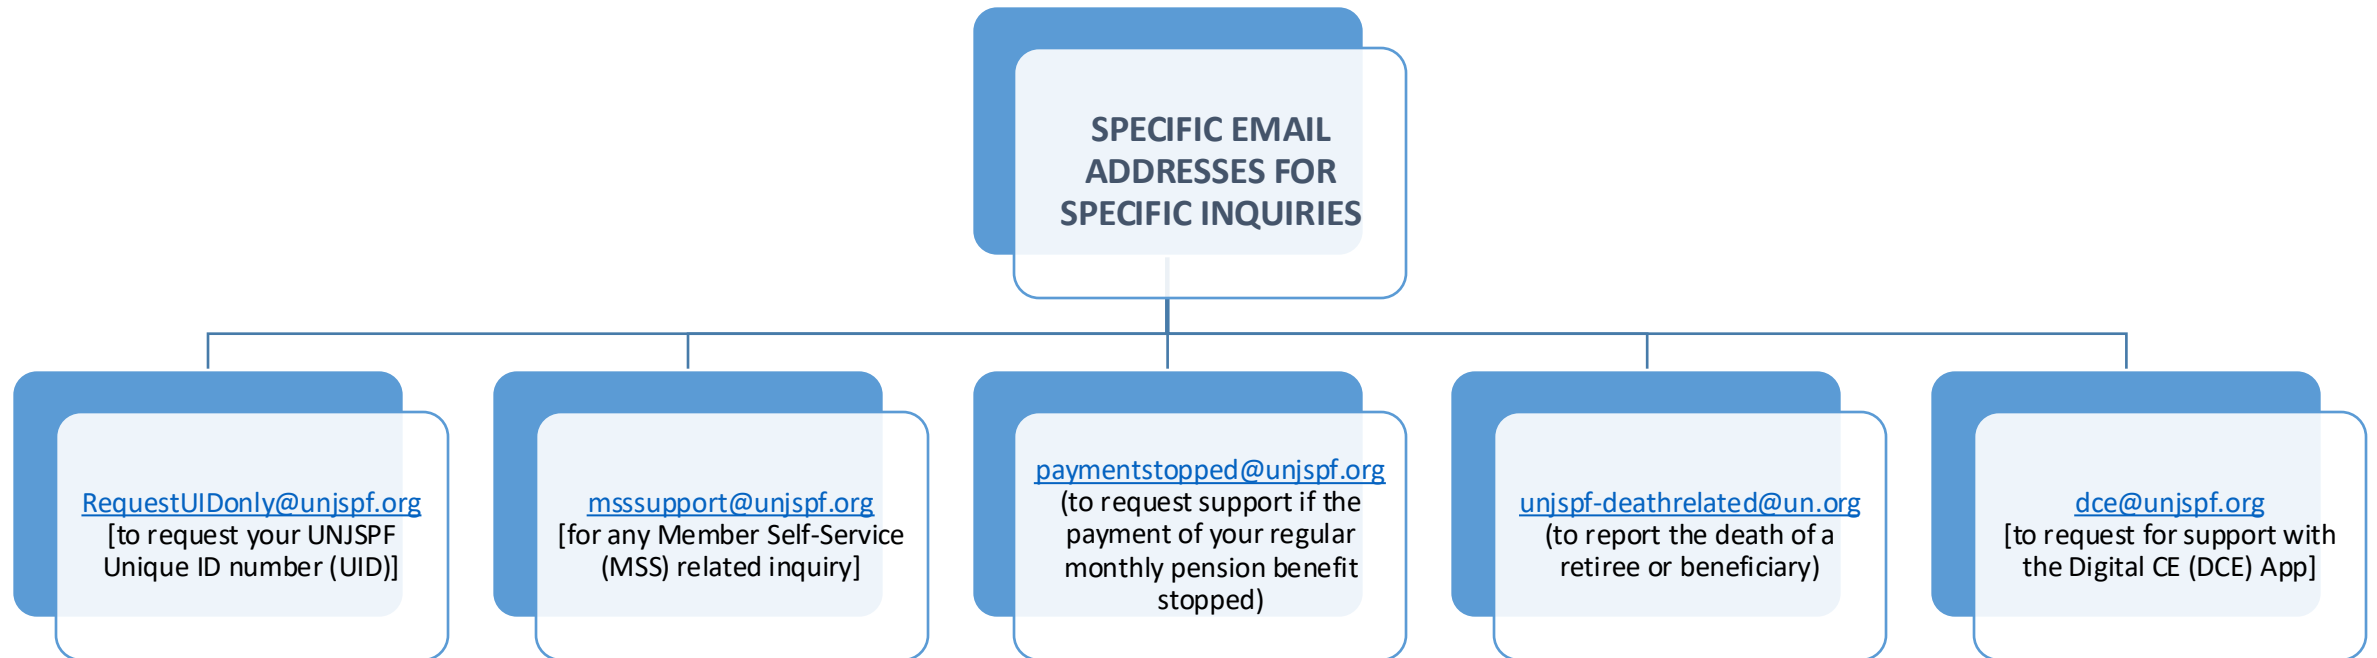 SPECIFIC EMAIL
ADDRESSES FOR
SPECIFIC INQUIRIES
RequestUIDonly@unjspf.org
[to request your UNJSPF
Unique ID number (UID)]
msssupport@unjspf.org
[for any Member Self-Service
(MSS) related inquiry]
paymentstopped@unjspf.org
(to request support if the
payment of your regular
monthly pension benefit
stopped)
unjspf-deathrelated@un.org
(to report the death of a
retiree or beneficiary)
dce@unjspf.org
[to request for support with
the Digital CE (DCE) App]